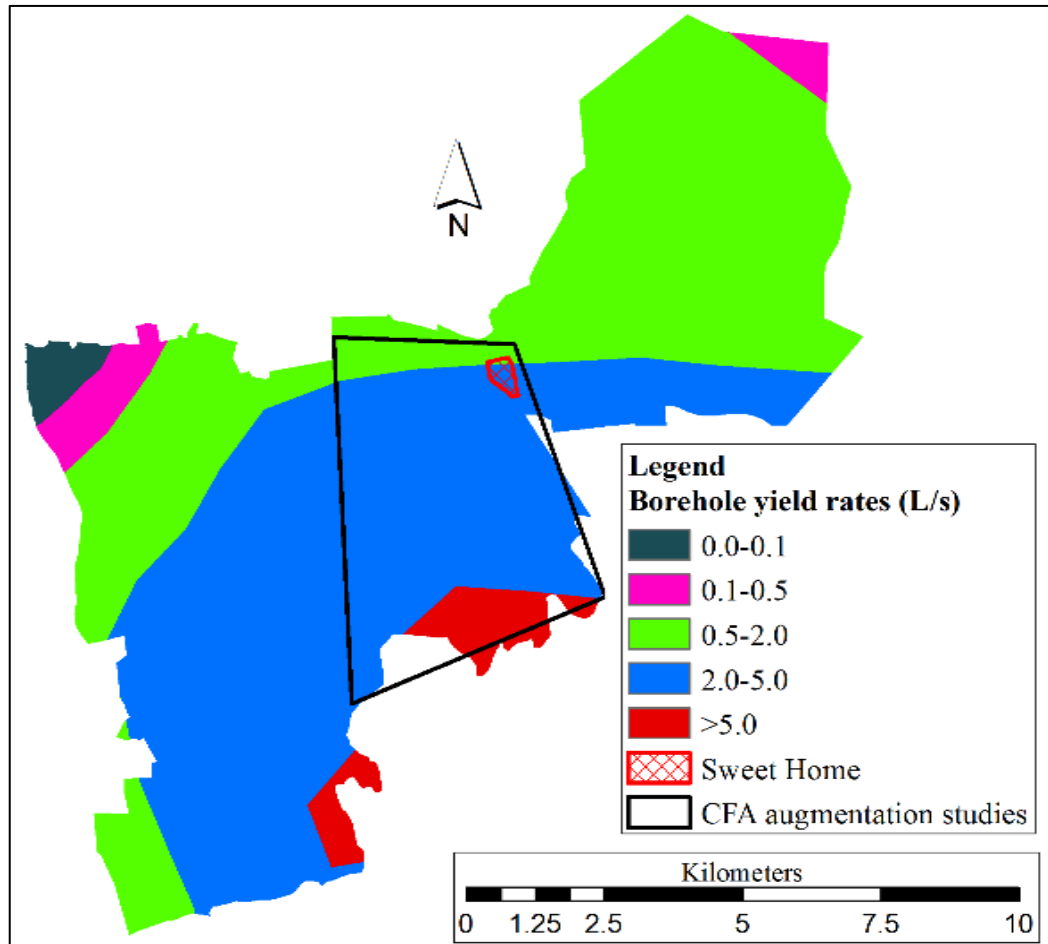 N
Legend
Borehole yield rates (L/s)
0.0-0.1
0.1-0.5
0.5-2.0
2.0-5.0
>5.0
Sweet Home
CFA augmentation studies
Kilometers
0 1.25 2.5 5 7.5 10